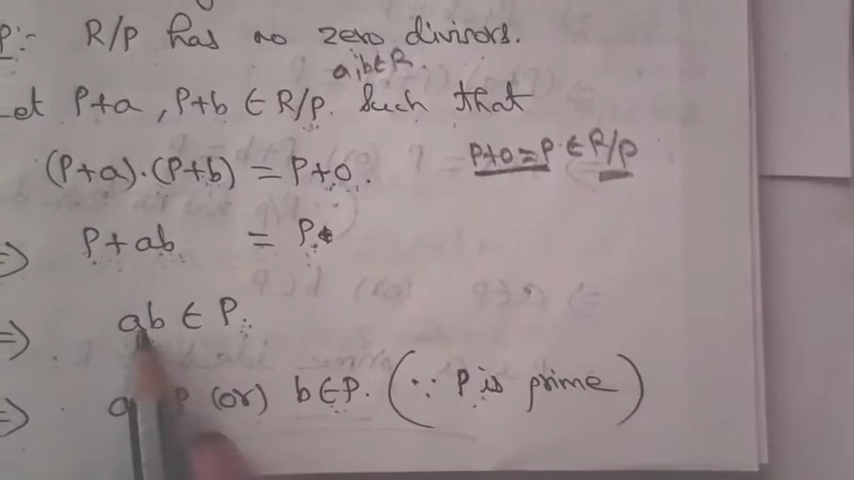 P:- R/P has no zero divisors.
a,b∈R.
Let P+a, P+b ∈ R/P. Such that
(P+a).(P+b) = P+0.
P+0=P ∈ R/P
⇒ P+ab = P.
⇒ ab ∈ P.
⇒ a P (or) b∈P. (∵ P is prime)